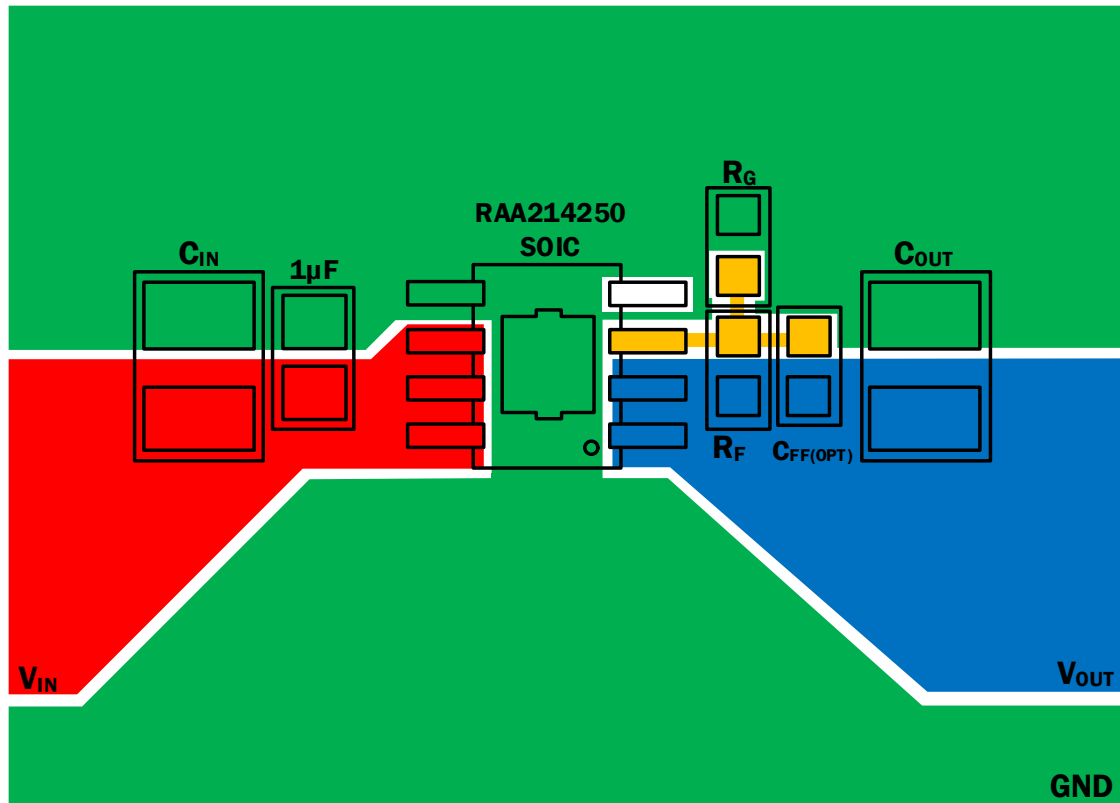 RG
RAA214250
SOIC
CIN
1µF
COUT
RF
CFF(OPT)
VIN
VOUT
GND